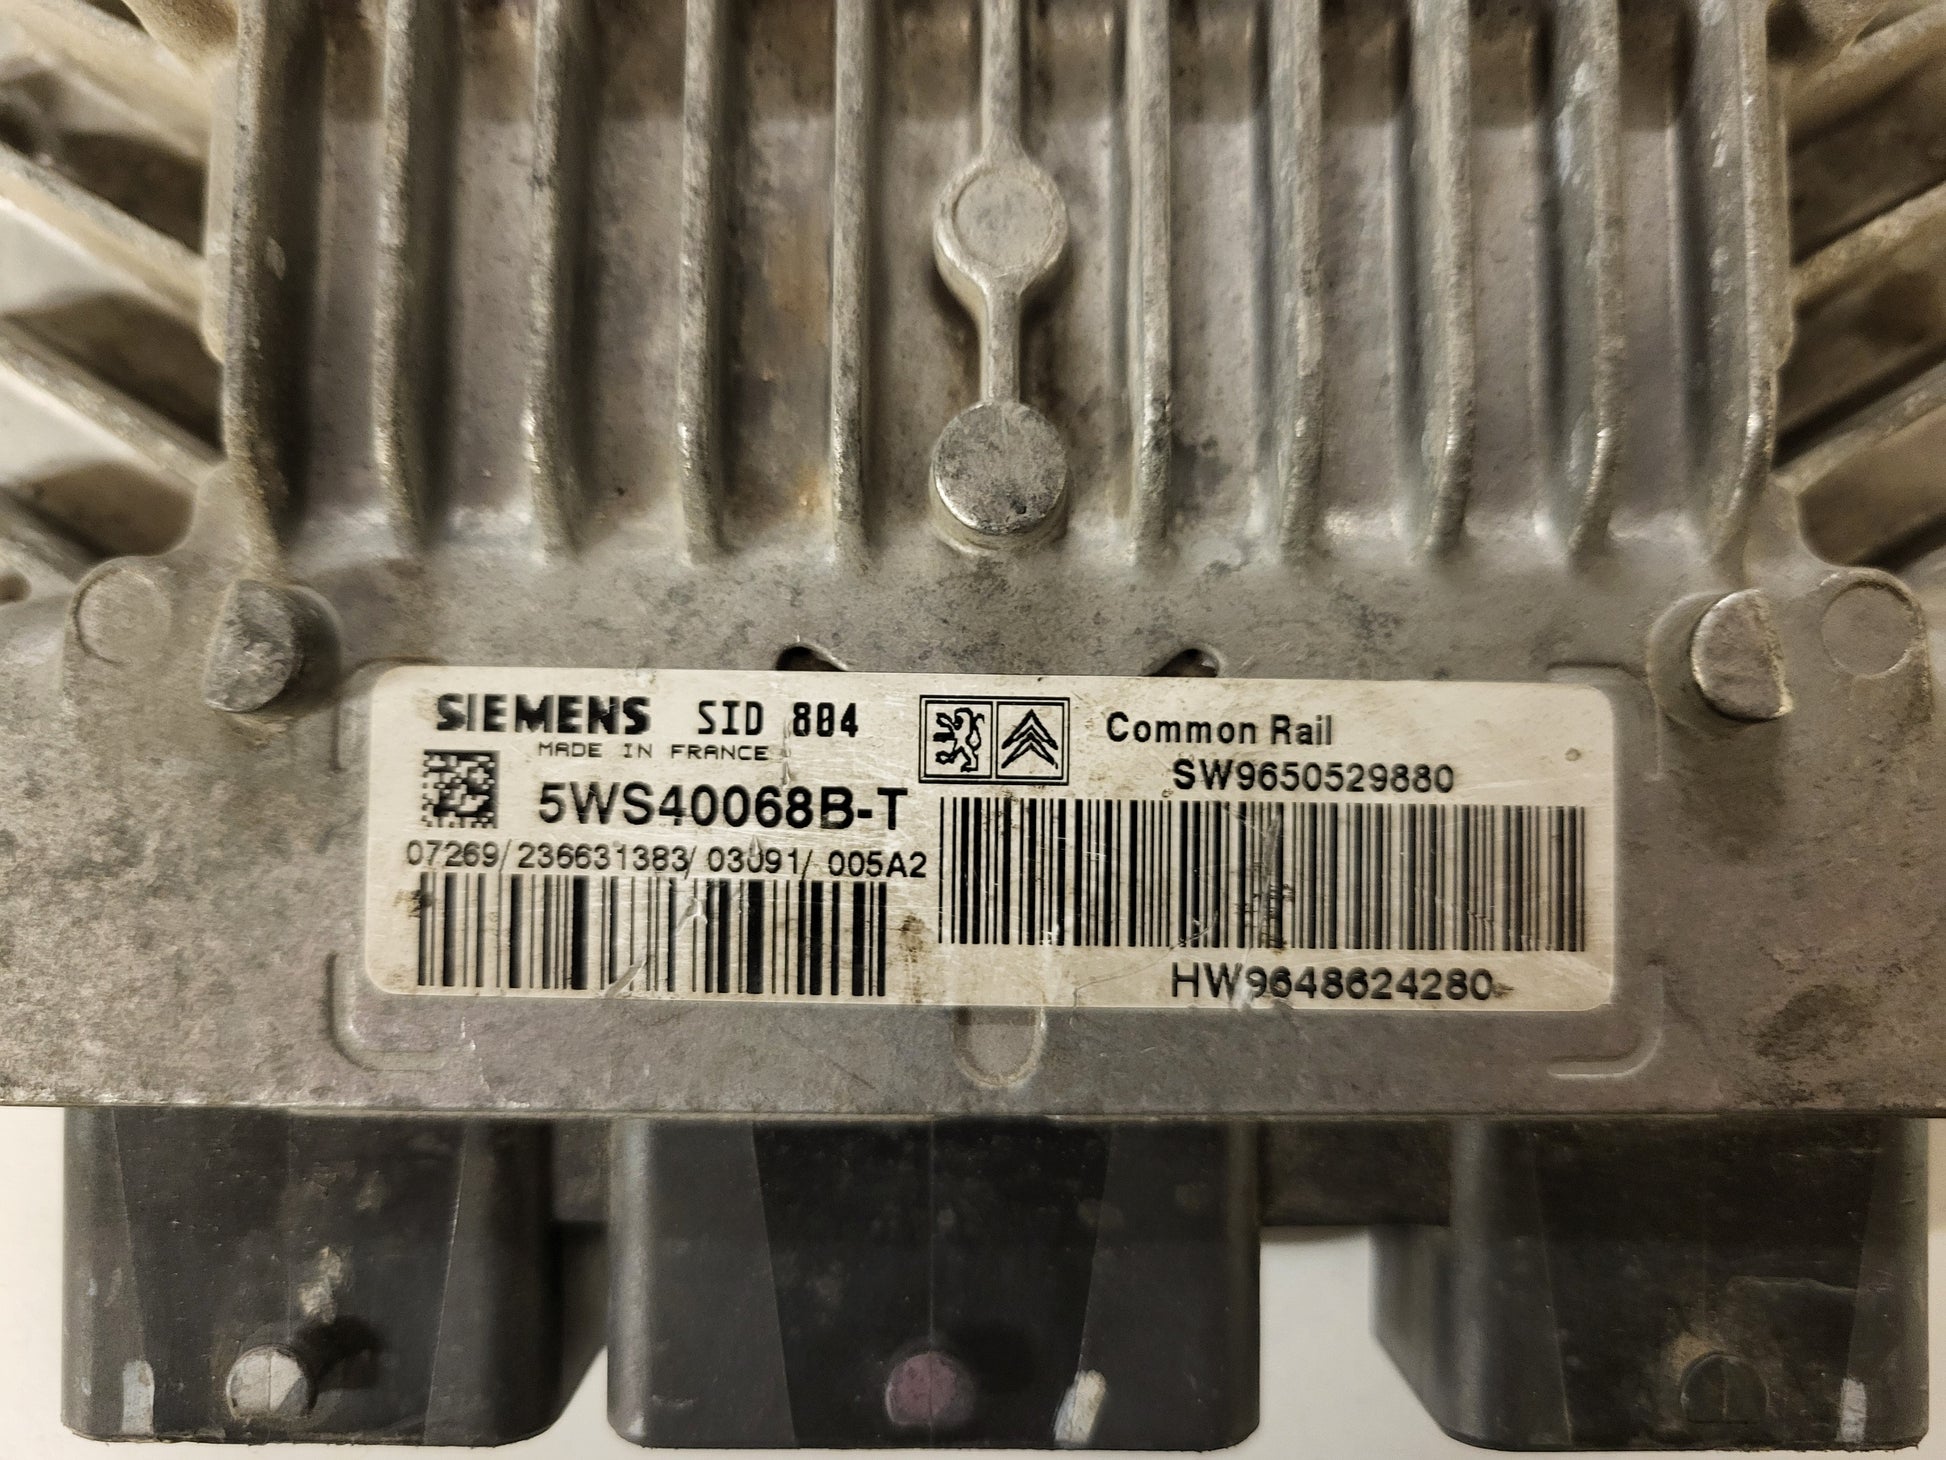 SIEMENS SID 804
MADE IN FRANCE
5WS40068B-T
07269/236631383/03091/005A2
Common Rail
SW9650529880
HW9648624280